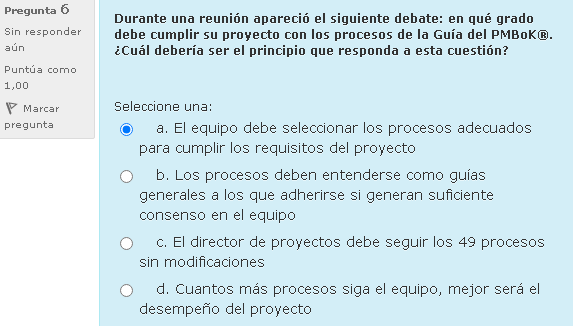 Pregunta 6
Sin responder
aún
Puntúa como
1,00
Marcar
pregunta
Durante una reunión apareció el siguiente debate: en qué grado
debe cumplir su proyecto con los procesos de la Guía del PMBoK®.
¿Cuál debería ser el principio que responda a esta cuestión?
Seleccione una:
a. El equipo debe seleccionar los procesos adecuados
para cumplir los requisitos del proyecto
b. Los procesos deben entenderse como guías
generales a los que adherirse si generan suficiente
consenso en el equipo
c. El director de proyectos debe seguir los 49 procesos
sin modificaciones
d. Cuantos más procesos siga el equipo, mejor será el
desempeño del proyecto